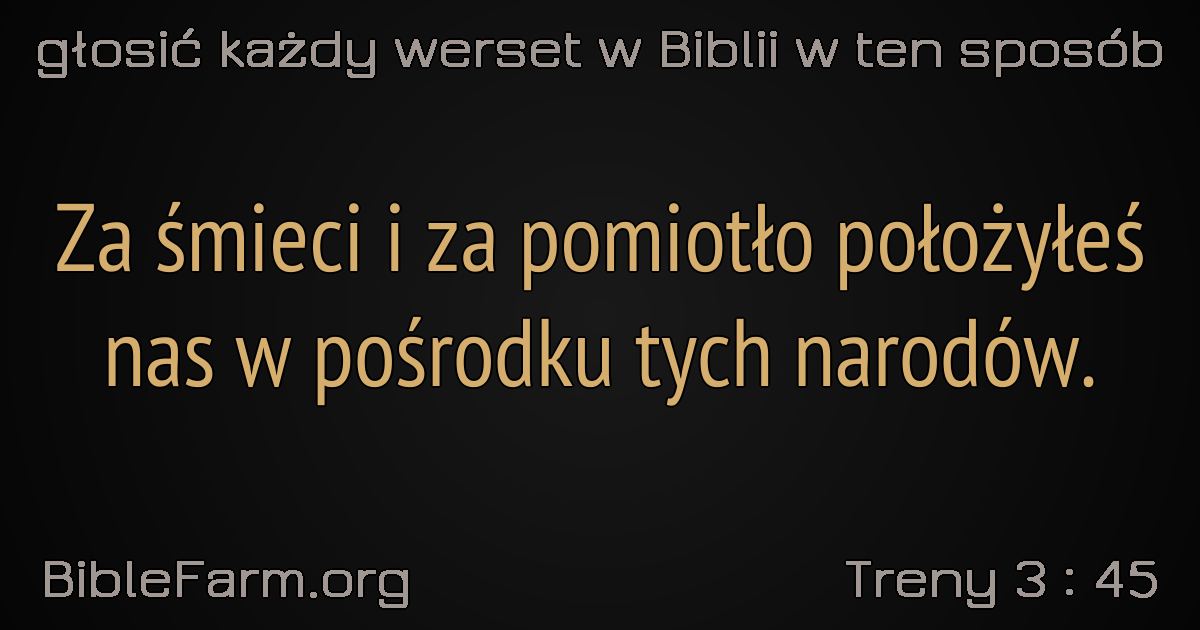 głosić każdy werset w Biblii w ten sposób
Za śmieci i za pomiotło położyłeś
nas w pośrodku tych narodów.
BibleFarm.org
Treny 3 : 45